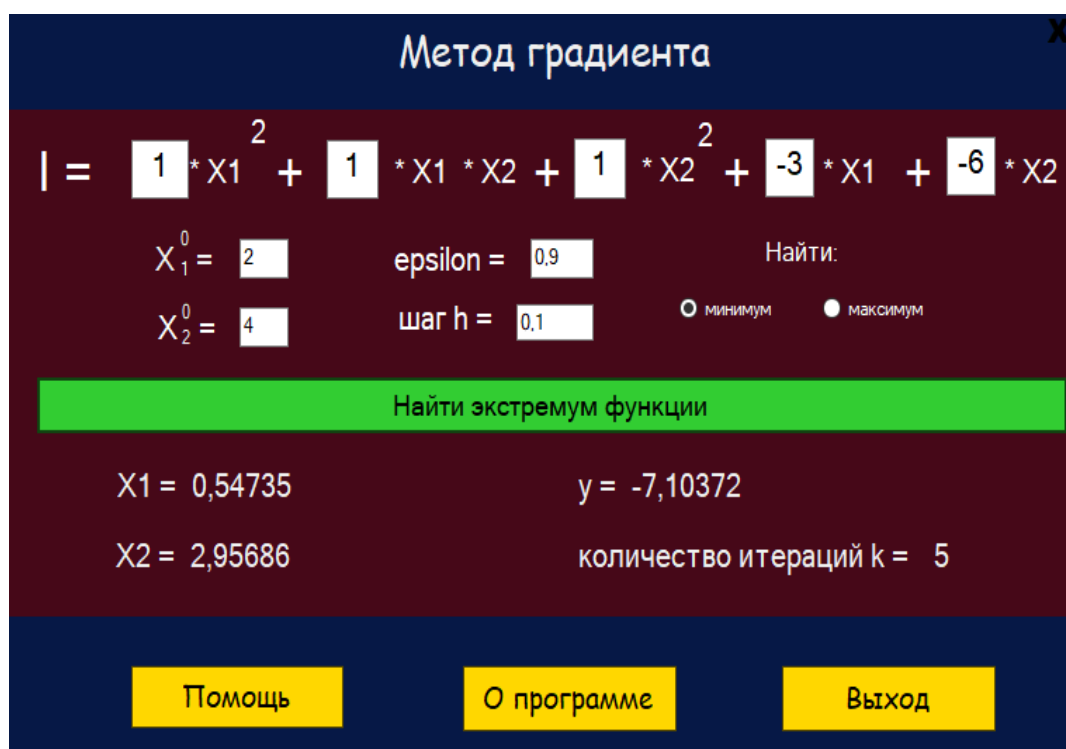 X
Метод градиента
I = 1 * X1 2 + 1 * X1 * X2 + 1 * X2 2 + -3 * X1 + -6 * X2
X 0 1 = 2 epsilon = 0,9 Найти:
X 0 2 = 4 шаг h = 0,1 минимум максимум
Найти экстремум функции
X1 = 0,54735 y = -7,10372
X2 = 2,95686 количество итераций k = 5
Помощь О программе Выход